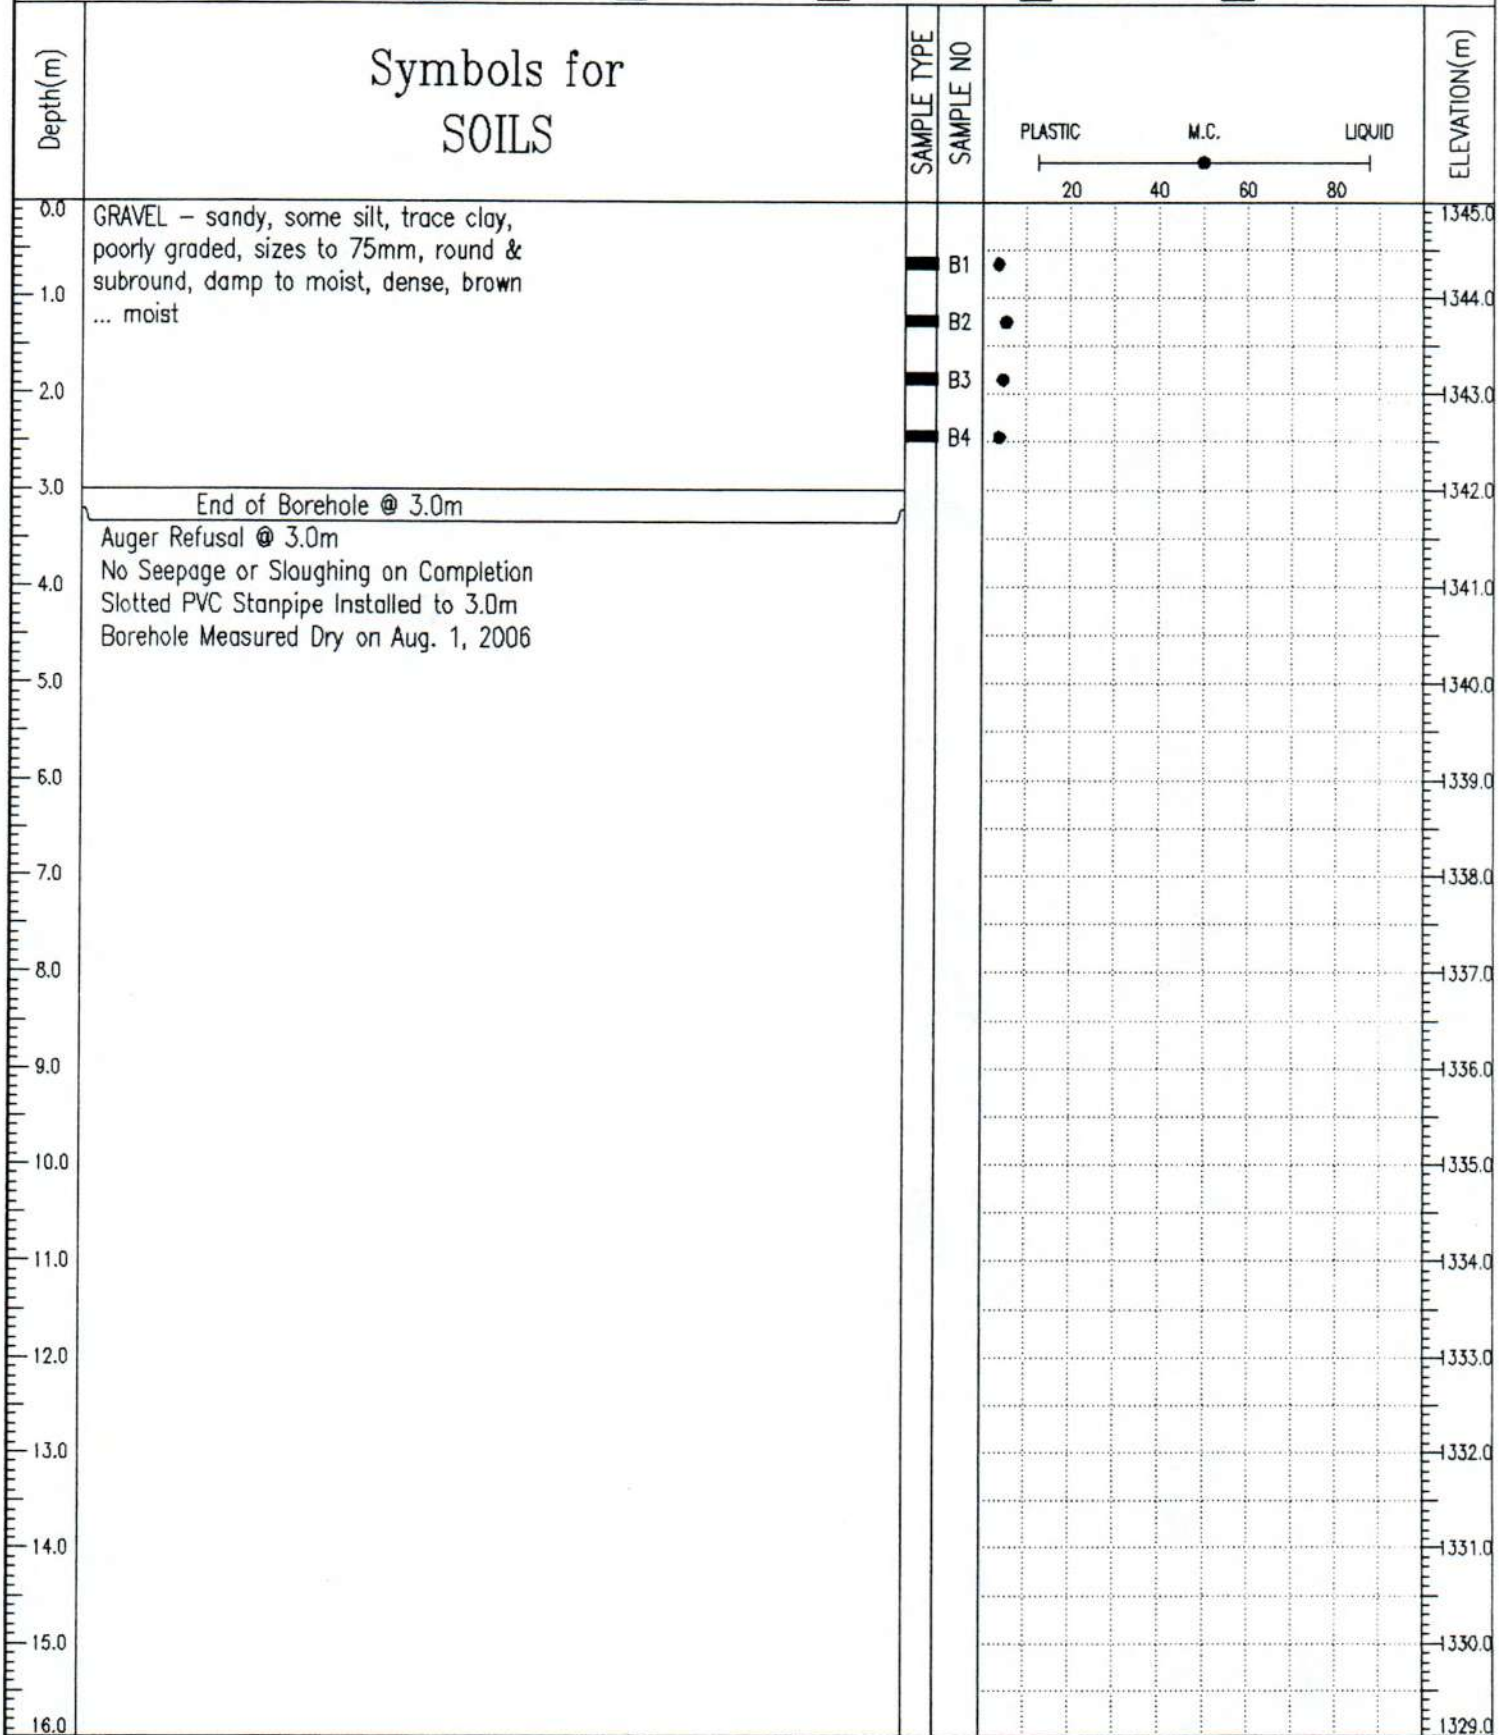 Depth(m)
Symbols for
SOILS
SAMPLE TYPE
SAMPLE NO
PLASTIC M.C. LIQUID
20 40 60 80
ELEVATION(m)
0.0
GRAVEL – sandy, some silt, trace clay,
poorly graded, sizes to 75mm, round &
subround, damp to moist, dense, brown
... moist
B1
B2
B3
B4
1.0
2.0
3.0
End of Borehole @ 3.0m
Auger Refusal @ 3.0m
No Seepage or Sloughing on Completion
Slotted PVC Stanpipe Installed to 3.0m
Borehole Measured Dry on Aug. 1, 2006
4.0
5.0
6.0
7.0
8.0
9.0
10.0
11.0
12.0
13.0
14.0
15.0
16.0
1345.0
1344.0
1343.0
1342.0
1341.0
1340.0
1339.0
1338.0
1337.0
1336.0
1335.0
1334.0
1333.0
1332.0
1331.0
1330.0
1329.0